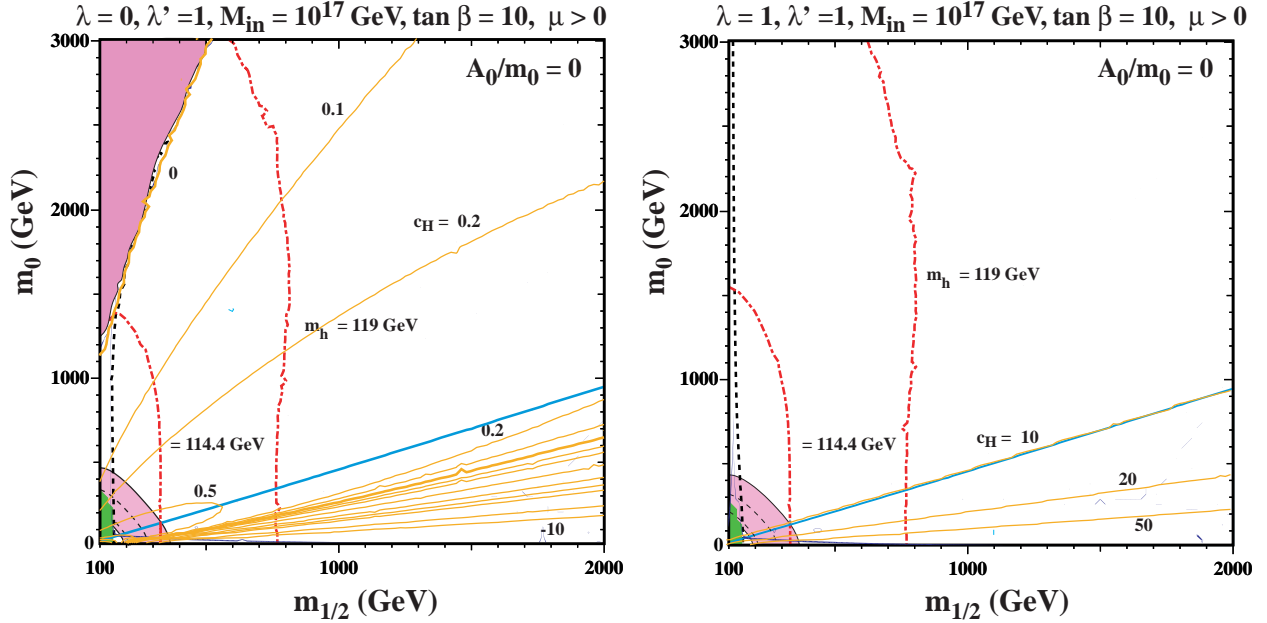 λ = 0, λ' =1, M_in = 10^17 GeV, tan β = 10, μ > 0
A_0/m_0 = 0
3000
2000
1000
0
m_0 (GeV)
0.1
0
c_H = 0.2
m_h = 119 GeV
= 114.4 GeV
0.2
0.5
-10
100
1000
2000
m_1/2 (GeV)
λ = 1, λ' =1, M_in = 10^17 GeV, tan β = 10, μ > 0
A_0/m_0 = 0
3000
2000
1000
0
m_0 (GeV)
m_h = 119 GeV
=114.4 GeV
c_H = 10
20
50
100
1000
2000
m_1/2 (GeV)